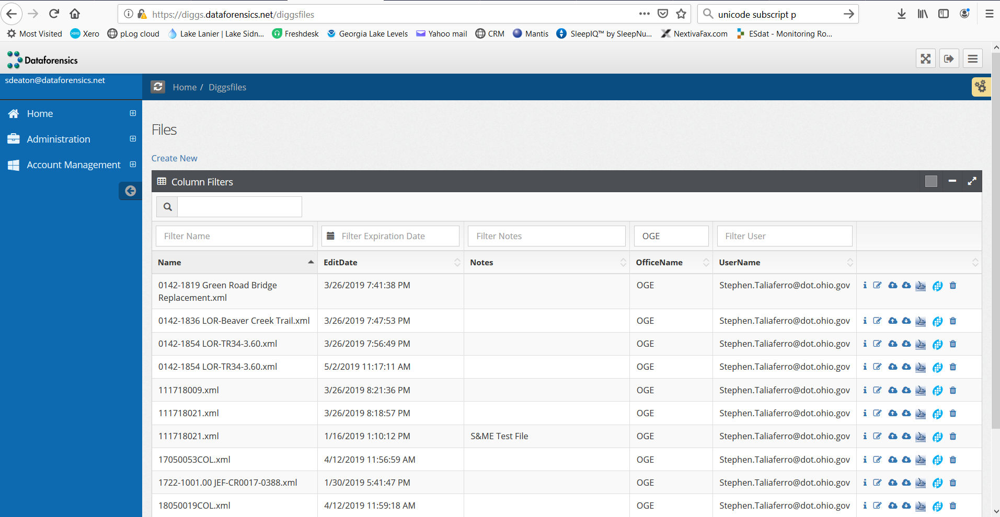 https://diggs.dataforensics.net/diggsfiles
unicode subscript p
Most Visited Xero pLog cloud Lake Lanier | Lake Sidn... Freshdesk Georgia Lake Levels Yahoo mail CRM Mantis SleepIQ™ by SleepNu... NextivaFax.com ESdat - Monitoring Ro...
Dataforensics
sdeaton@dataforensics.net
Home / Diggsfiles
Home
Administration
Account Management
Files
Create New
Column Filters
Filter Name Filter Expiration Date Filter Notes OGE Filter User
Name EditDate Notes OfficeName UserName
0142-1819 Green Road Bridge Replacement.xml 3/26/2019 7:41:38 PM OGE Stephen.Taliaferro@dot.ohio.gov
0142-1836 LOR-Beaver Creek Trail.xml 3/26/2019 7:47:53 PM OGE Stephen.Taliaferro@dot.ohio.gov
0142-1854 LOR-TR34-3.60.xml 3/26/2019 7:56:49 PM OGE Stephen.Taliaferro@dot.ohio.gov
0142-1854 LOR-TR34-3.60.xml 5/2/2019 11:17:11 AM OGE Stephen.Taliaferro@dot.ohio.gov
111718009.xml 3/26/2019 8:21:36 PM OGE Stephen.Taliaferro@dot.ohio.gov
111718021.xml 3/26/2019 8:18:57 PM OGE Stephen.Taliaferro@dot.ohio.gov
111718021.xml 1/16/2019 1:10:12 PM S&ME Test File OGE Stephen.Taliaferro@dot.ohio.gov
17050053COL.xml 4/12/2019 11:56:59 AM OGE Stephen.Taliaferro@dot.ohio.gov
1722-1001.00 JEF-CR0017-0388.xml 1/30/2019 5:41:47 PM OGE Stephen.Taliaferro@dot.ohio.gov
18050019COL.xml 4/12/2019 11:59:18 AM OGE Stephen.Taliaferro@dot.ohio.gov